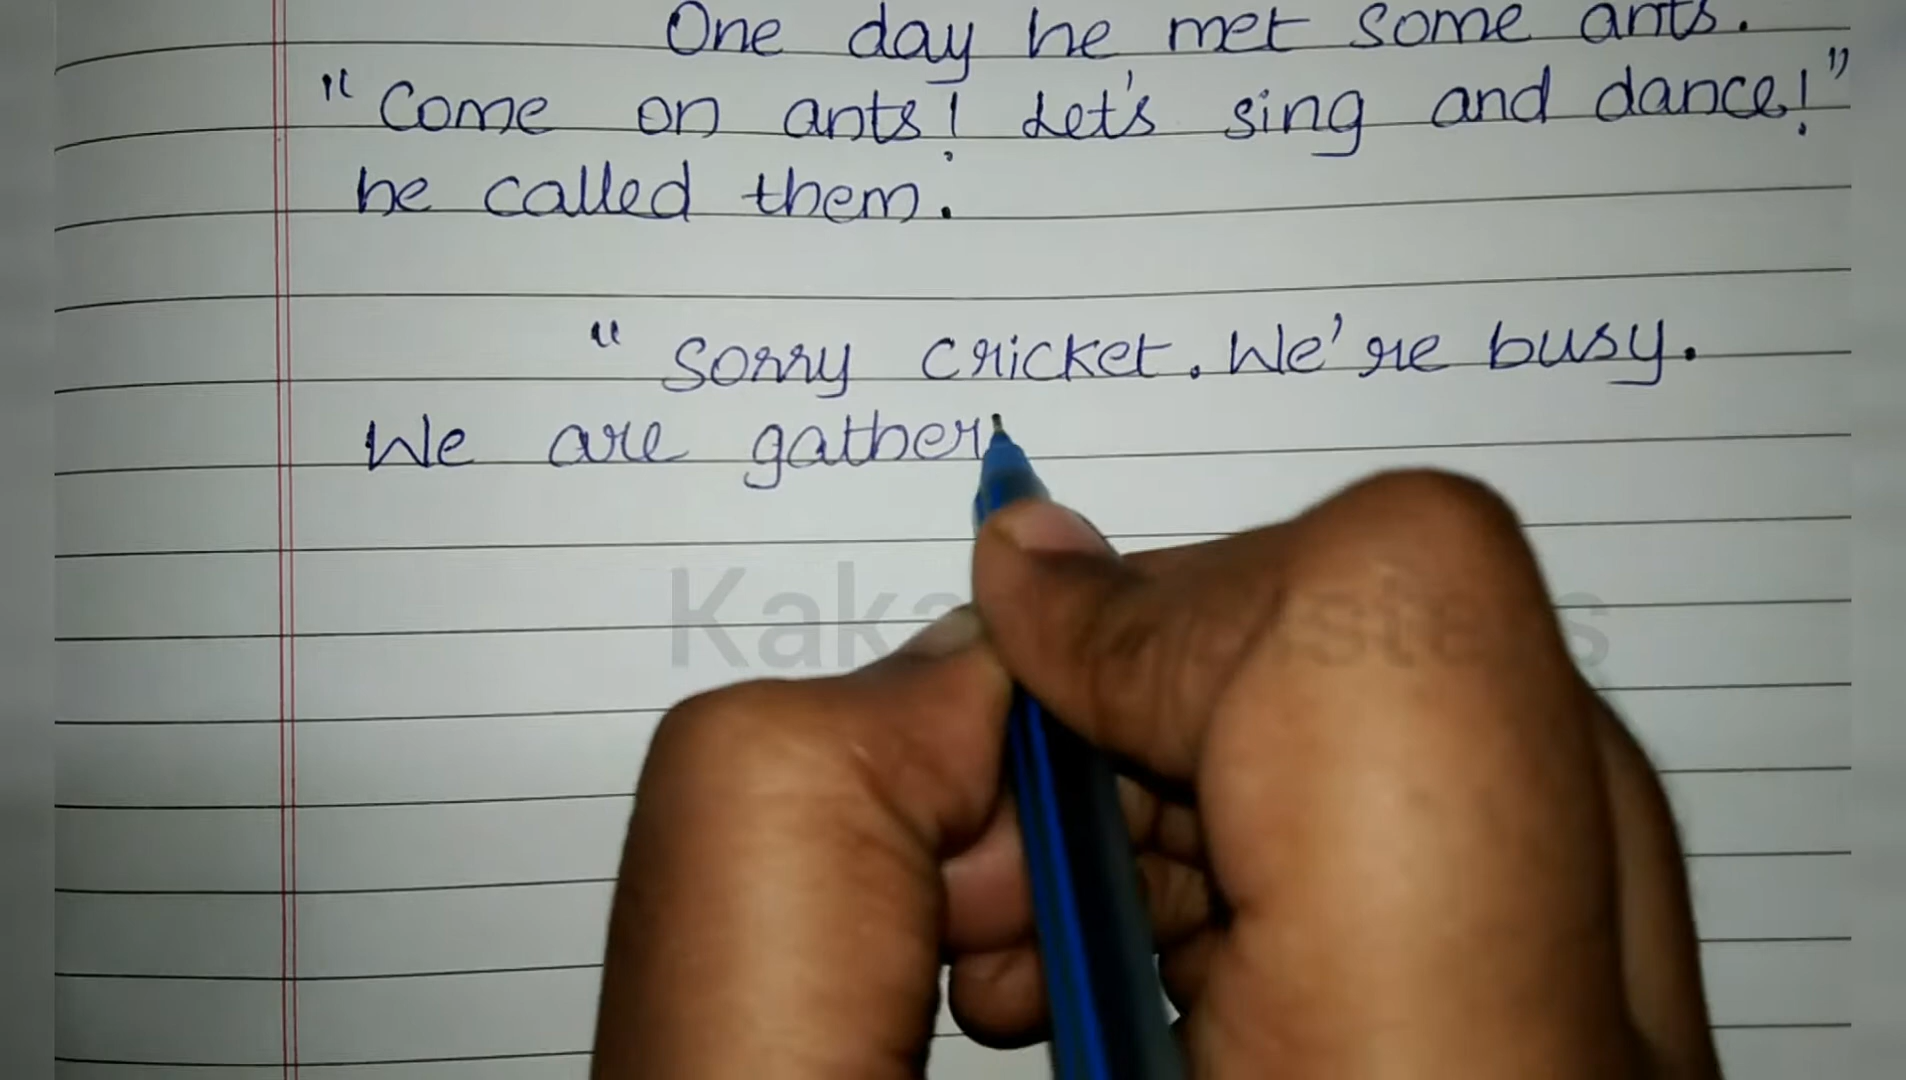 One day he met some ants.
"Come on ants! Let's sing and dance!"
he called them.
"Sorry cricket. We're busy.
We are gather